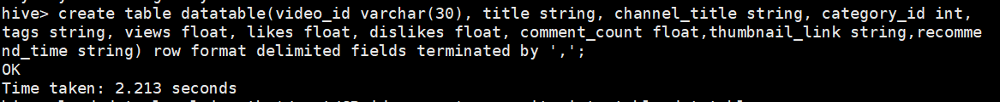 hive> create table datatable(video_id varchar(30), title string, channel_title string, category_id int,
tags string, views float, likes float, dislikes float, comment_count float,thumbnail_link string,recomme
nd_time string) row format delimited fields terminated by ',';
OK
Time taken: 2.213 seconds